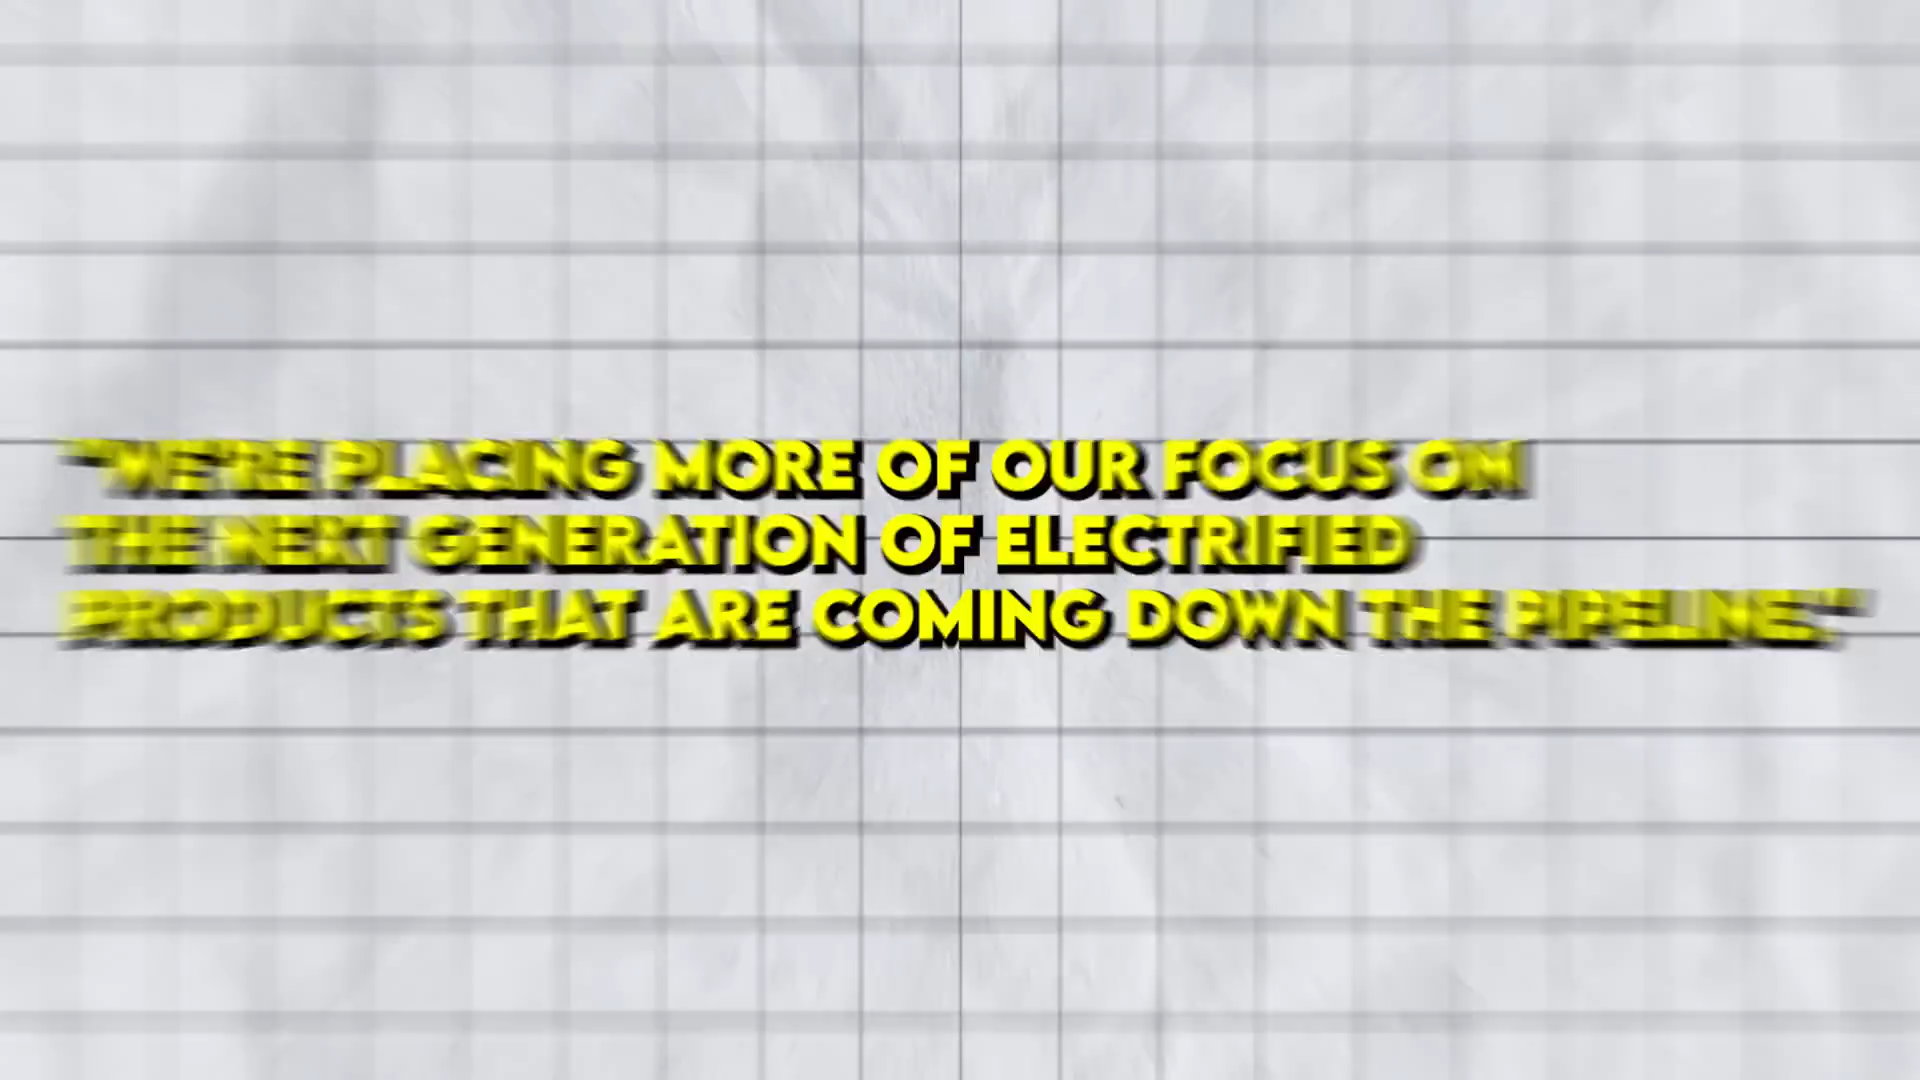 "WE'RE PLACING MORE OF OUR FOCUS ON
THE NEXT GENERATION OF ELECTRIFIED
PRODUCTS THAT ARE COMING DOWN THE PIPELINE."